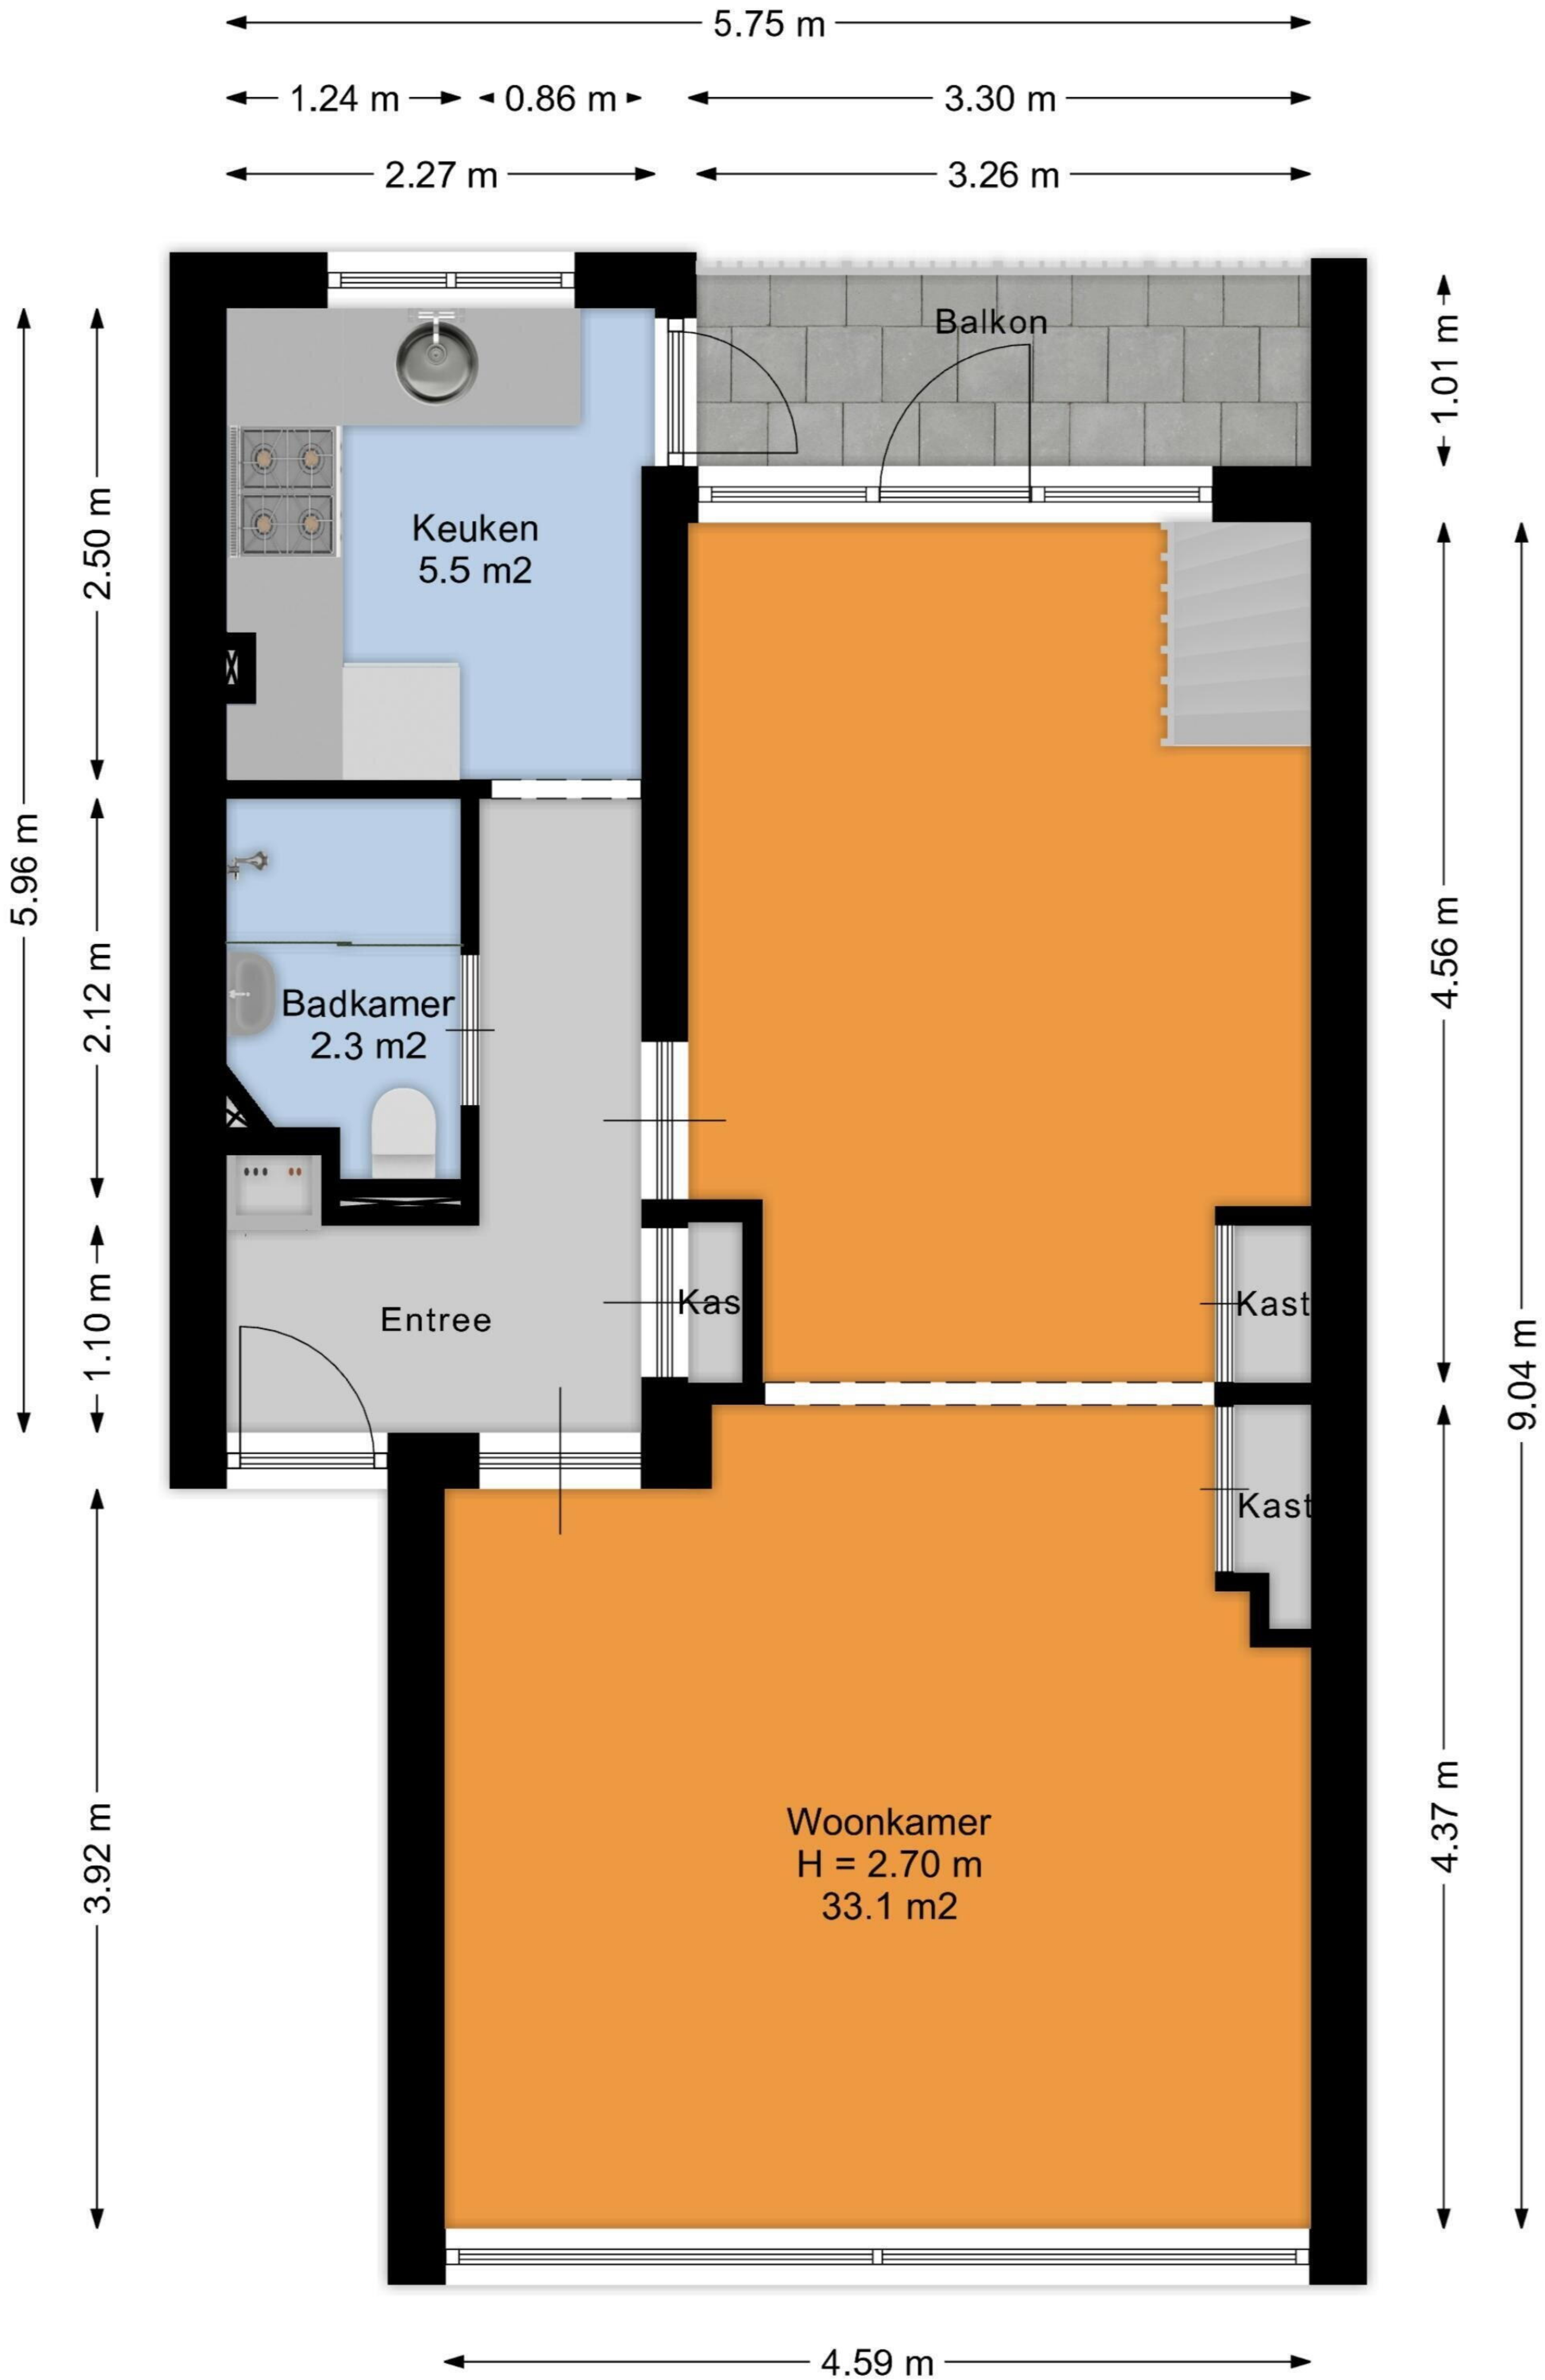 5.75 m
1.24 m
0.86 m
3.30 m
2.27 m
3.26 m
Balkon
1.01 m
Keuken
5.5 m2
2.50 m
5.96 m
4.56 m
2.12 m
Badkamer
2.3 m2
1.10 m
Entree
Kas
Kast
9.04 m
Kast
3.92 m
4.37 m
Woonkamer
H = 2.70 m
33.1 m2
4.59 m